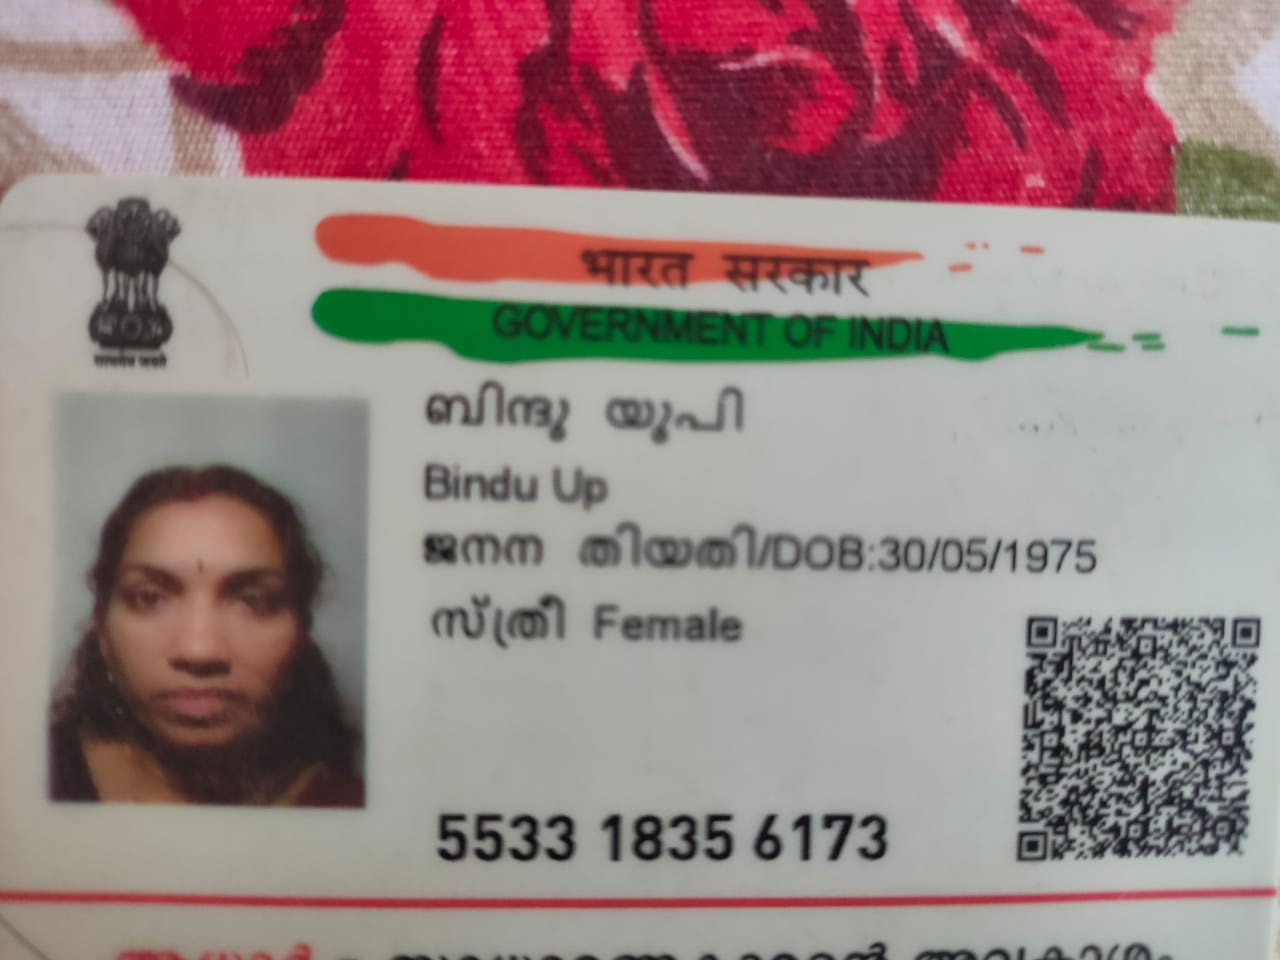 सत्यमेव जयते
भारत सरकार
GOVERNMENT OF INDIA
ബിന്ദു യൂപി
Bindu Up
ജനന തിയതി/DOB:30/05/1975
സ്ത്രീ Female
5533 1835 6173